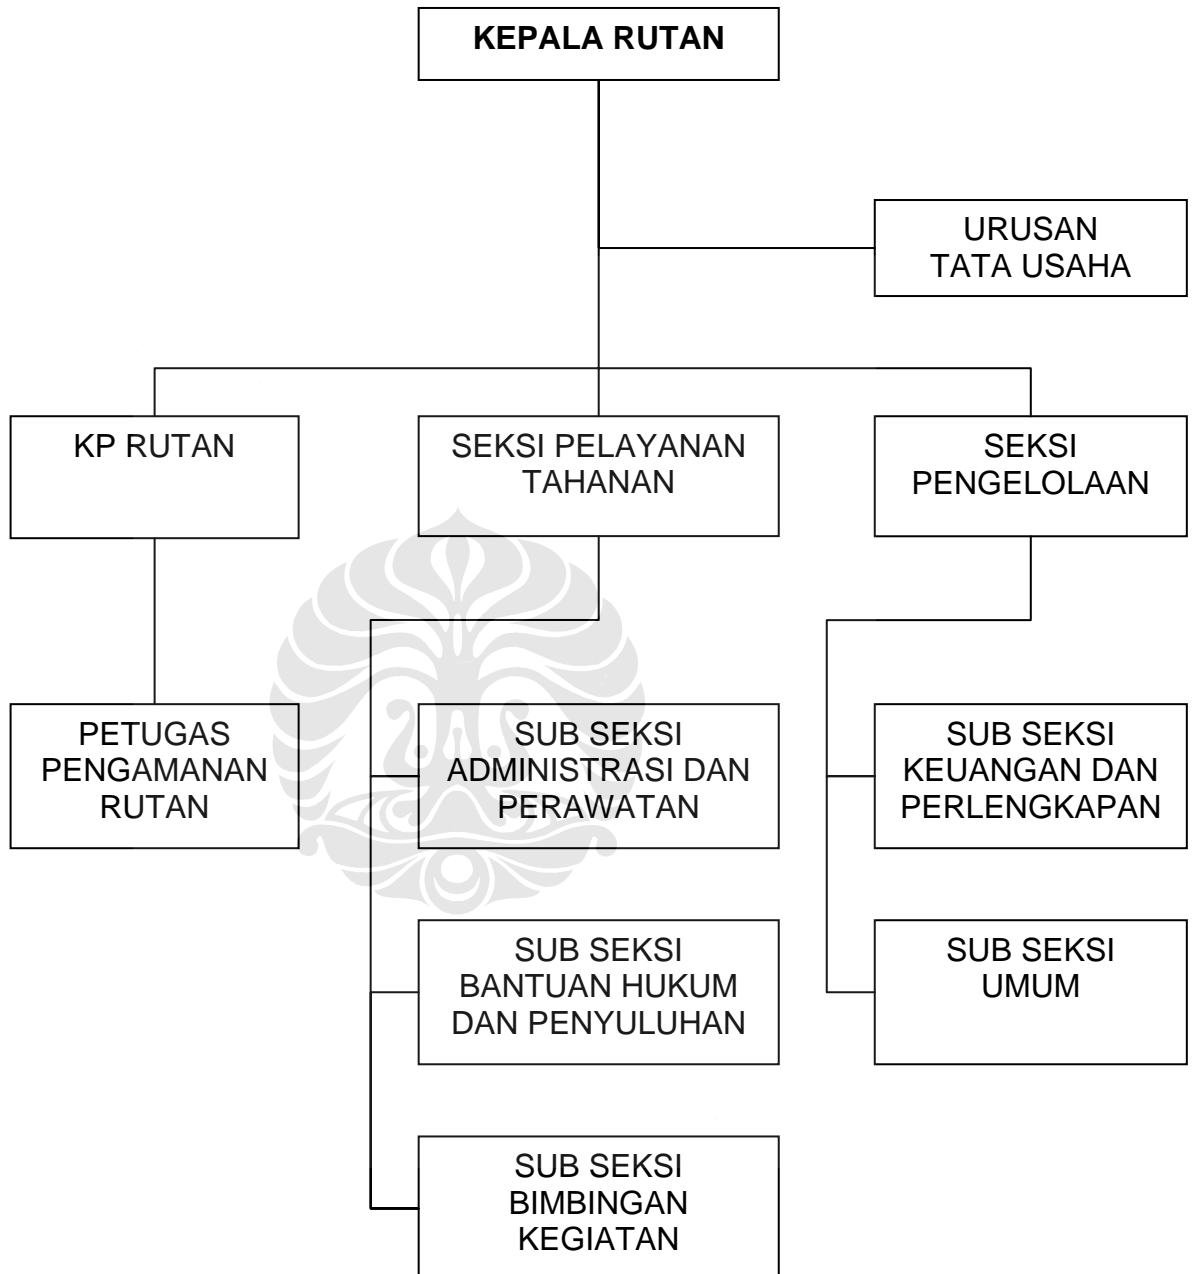 KEPALA RUTAN
URUSAN
TATA USAHA
KP RUTAN
SEKSI PELAYANAN
TAHANAN
SEKSI
PENGELOLAAN
PETUGAS
PENGAMANAN
RUTAN
SUB SEKSI
ADMINISTRASI DAN
PERAWATAN
SUB SEKSI
KEUANGAN DAN
PERLENGKAPAN
SUB SEKSI
BANTUAN HUKUM
DAN PENYULUHAN
SUB SEKSI
UMUM
SUB SEKSI
BIMBINGAN
KEGIATAN